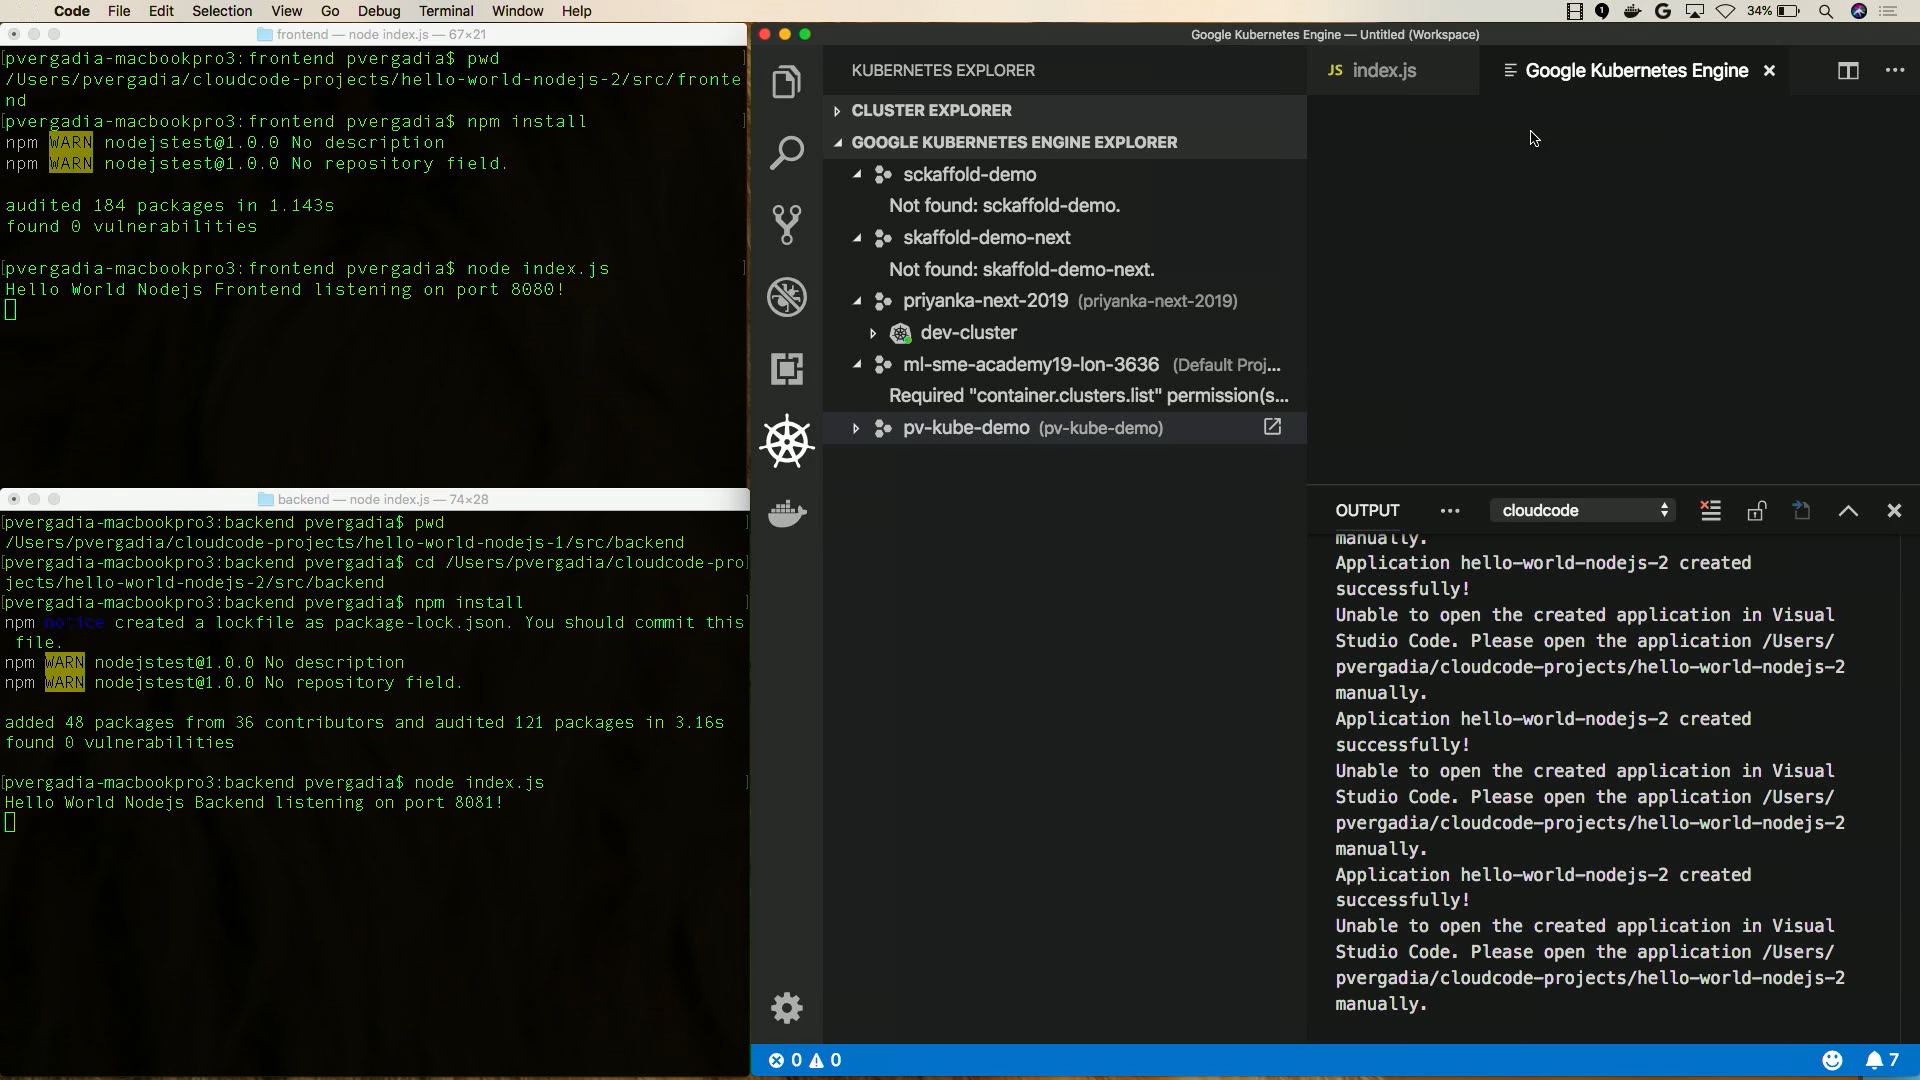 Code File Edit Selection View Go Debug Terminal Window Help
34%
frontend — node index.js — 67×21
[pvergadia-macbookpro3:frontend pvergadia$ pwd
/Users/pvergadia/cloudcode-projects/hello-world-nodejs-2/src/fronte
nd
[pvergadia-macbookpro3:frontend pvergadia$ npm install ]
npm WARN nodejstest@1.0.0 No description
npm WARN nodejstest@1.0.0 No repository field.
audited 184 packages in 1.143s
found 0 vulnerabilities
[pvergadia-macbookpro3:frontend pvergadia$ node index.js ]
Hello World Nodejs Frontend listening on port 8080!
backend — node index.js — 74×28
[pvergadia-macbookpro3:backend pvergadia$ pwd ]
/Users/pvergadia/cloudcode-projects/hello-world-nodejs-1/src/backend
[pvergadia-macbookpro3:backend pvergadia$ cd /Users/pvergadia/cloudcode-pro]
jects/hello-world-nodejs-2/src/backend
[pvergadia-macbookpro3:backend pvergadia$ npm install ]
npm notice created a lockfile as package-lock.json. You should commit this
file.
npm WARN nodejstest@1.0.0 No description
npm WARN nodejstest@1.0.0 No repository field.
added 48 packages from 36 contributors and audited 121 packages in 3.16s
found 0 vulnerabilities
[pvergadia-macbookpro3:backend pvergadia$ node index.js ]
Hello World Nodejs Backend listening on port 8081!
Google Kubernetes Engine — Untitled (Workspace)
KUBERNETES EXPLORER
CLUSTER EXPLORER
GOOGLE KUBERNETES ENGINE EXPLORER
sckaffold-demo
Not found: sckaffold-demo.
skaffold-demo-next
Not found: skaffold-demo-next.
priyanka-next-2019 (priyanka-next-2019)
dev-cluster
ml-sme-academy19-lon-3636 (Default Proj...
Required "container.clusters.list" permission(s...
pv-kube-demo (pv-kube-demo)
JS index.js
Google Kubernetes Engine
OUTPUT
cloudcode
manually.
Application hello-world-nodejs-2 created
successfully!
Unable to open the created application in Visual
Studio Code. Please open the application /Users/
pvergadia/cloudcode-projects/hello-world-nodejs-2
manually.
Application hello-world-nodejs-2 created
successfully!
Unable to open the created application in Visual
Studio Code. Please open the application /Users/
pvergadia/cloudcode-projects/hello-world-nodejs-2
manually.
Application hello-world-nodejs-2 created
successfully!
Unable to open the created application in Visual
Studio Code. Please open the application /Users/
pvergadia/cloudcode-projects/hello-world-nodejs-2
manually.
0 0
7